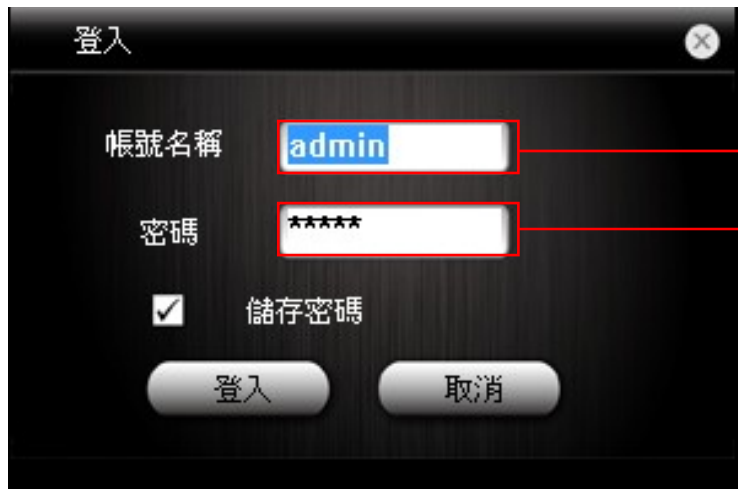 登入
帳號名稱 admin
密碼 *****
儲存密碼
登入 取消